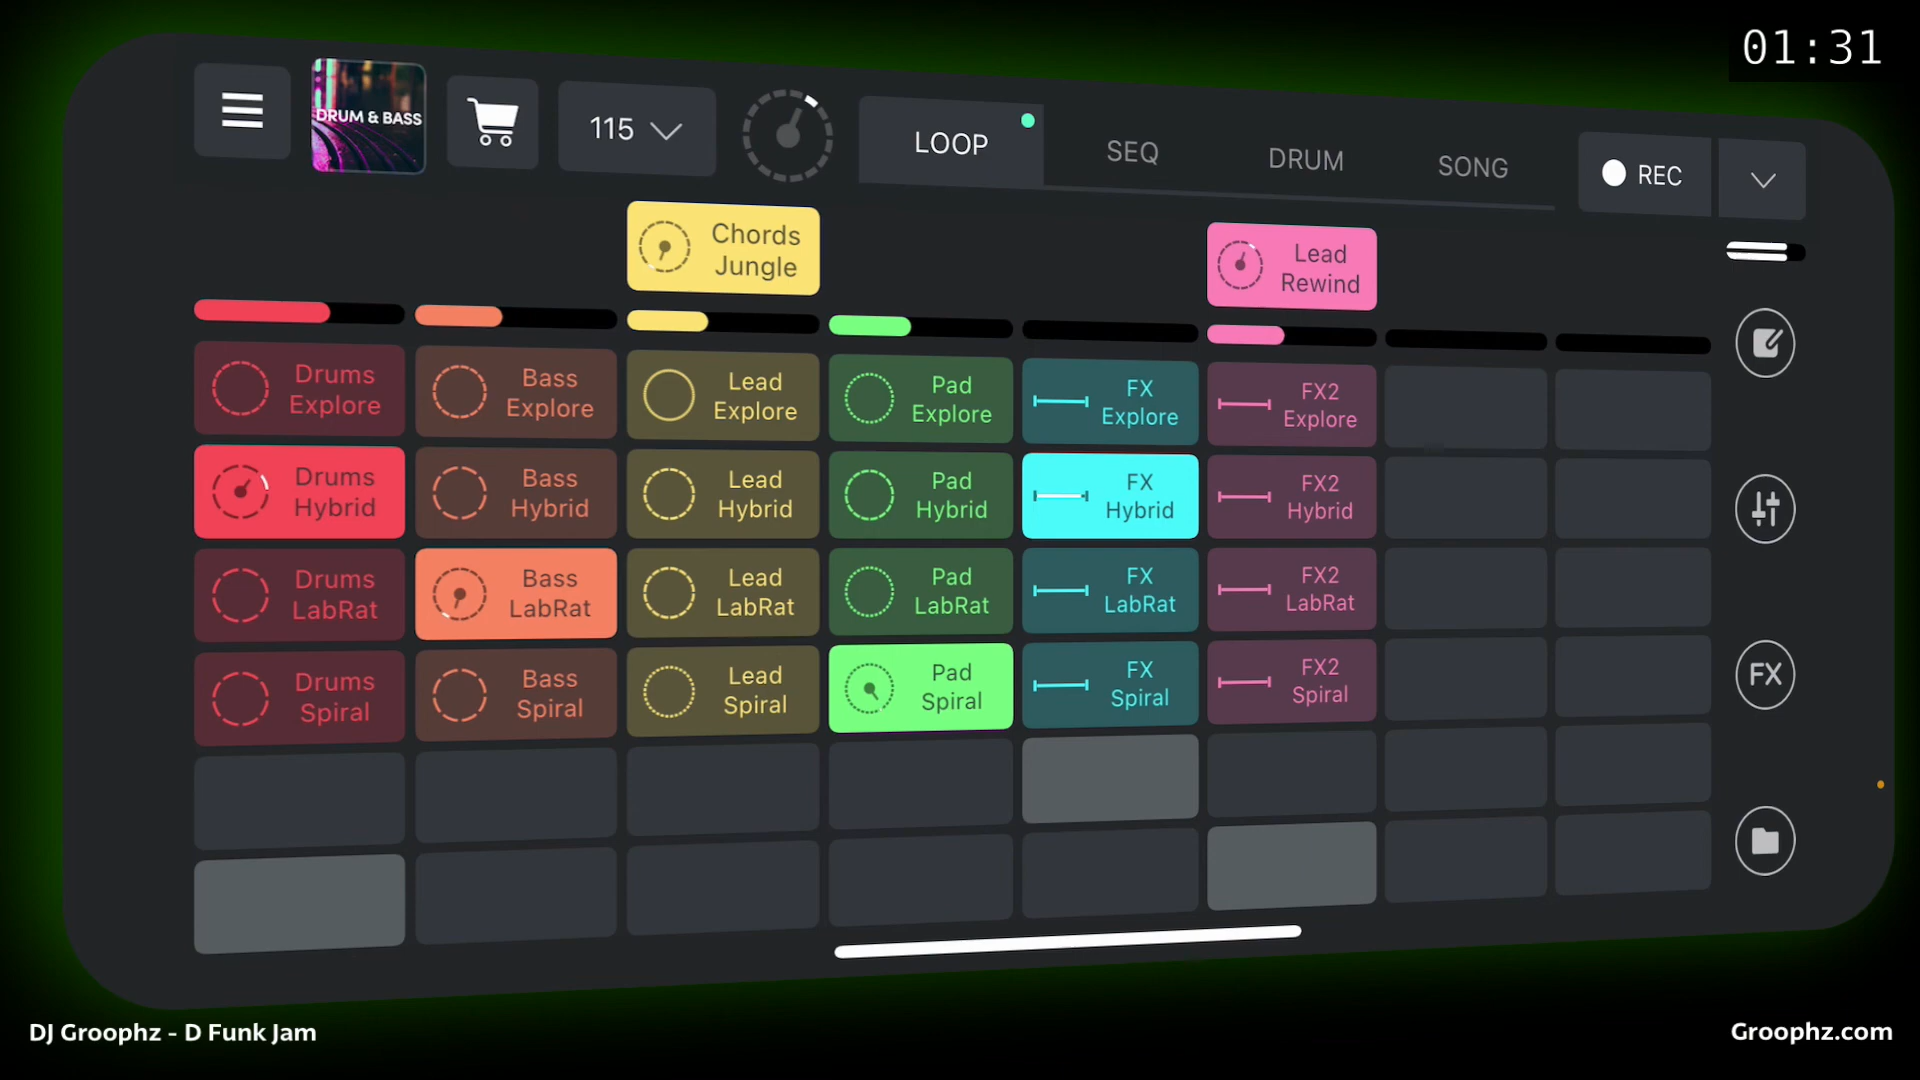 01:31
DRUM & BASS
115
LOOP
SEQ
DRUM
SONG
REC
Chords
Jungle
Lead
Rewind
Drums
Explore
Bass
Explore
Lead
Explore
Pad
Explore
FX
Explore
FX2
Explore
Drums
Hybrid
Bass
Hybrid
Lead
Hybrid
Pad
Hybrid
FX
Hybrid
FX2
Hybrid
Drums
LabRat
Bass
LabRat
Lead
LabRat
Pad
LabRat
FX
LabRat
FX2
LabRat
Drums
Spiral
Bass
Spiral
Lead
Spiral
Pad
Spiral
FX
Spiral
FX2
Spiral
FX
DJ Groophz - D Funk Jam
Groophz.com